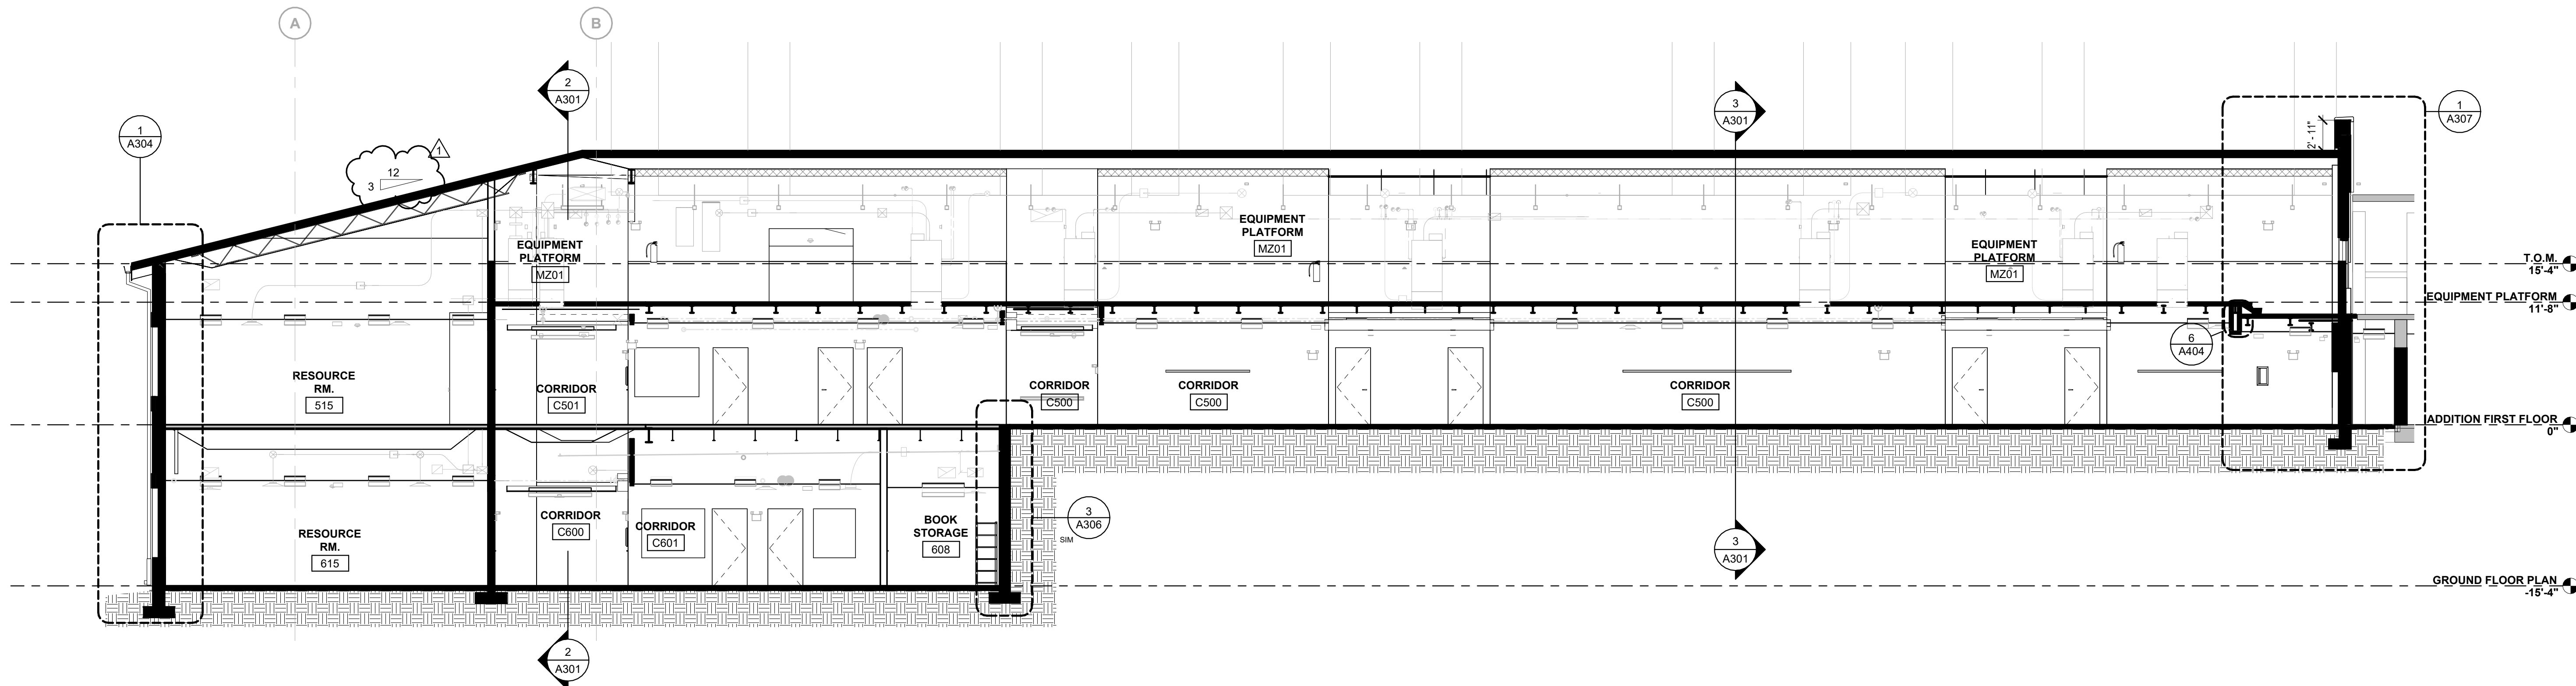 A
B
2
A301
3
A301
1
A304
1
A307
1
12
3
2' - 11"
EQUIPMENT
PLATFORM
MZ01
EQUIPMENT
PLATFORM
MZ01
EQUIPMENT
PLATFORM
MZ01
T.O.M.
15'-4"
EQUIPMENT PLATFORM
11'-8"
6
A404
RESOURCE
RM.
515
CORRIDOR
C501
CORRIDOR
C500
CORRIDOR
C500
CORRIDOR
C500
ADDITION FIRST FLOOR
0"
RESOURCE
RM.
615
CORRIDOR
C600
CORRIDOR
C601
BOOK
STORAGE
608
3
A306
SIM
3
A301
GROUND FLOOR PLAN
-15'-4"
2
A301